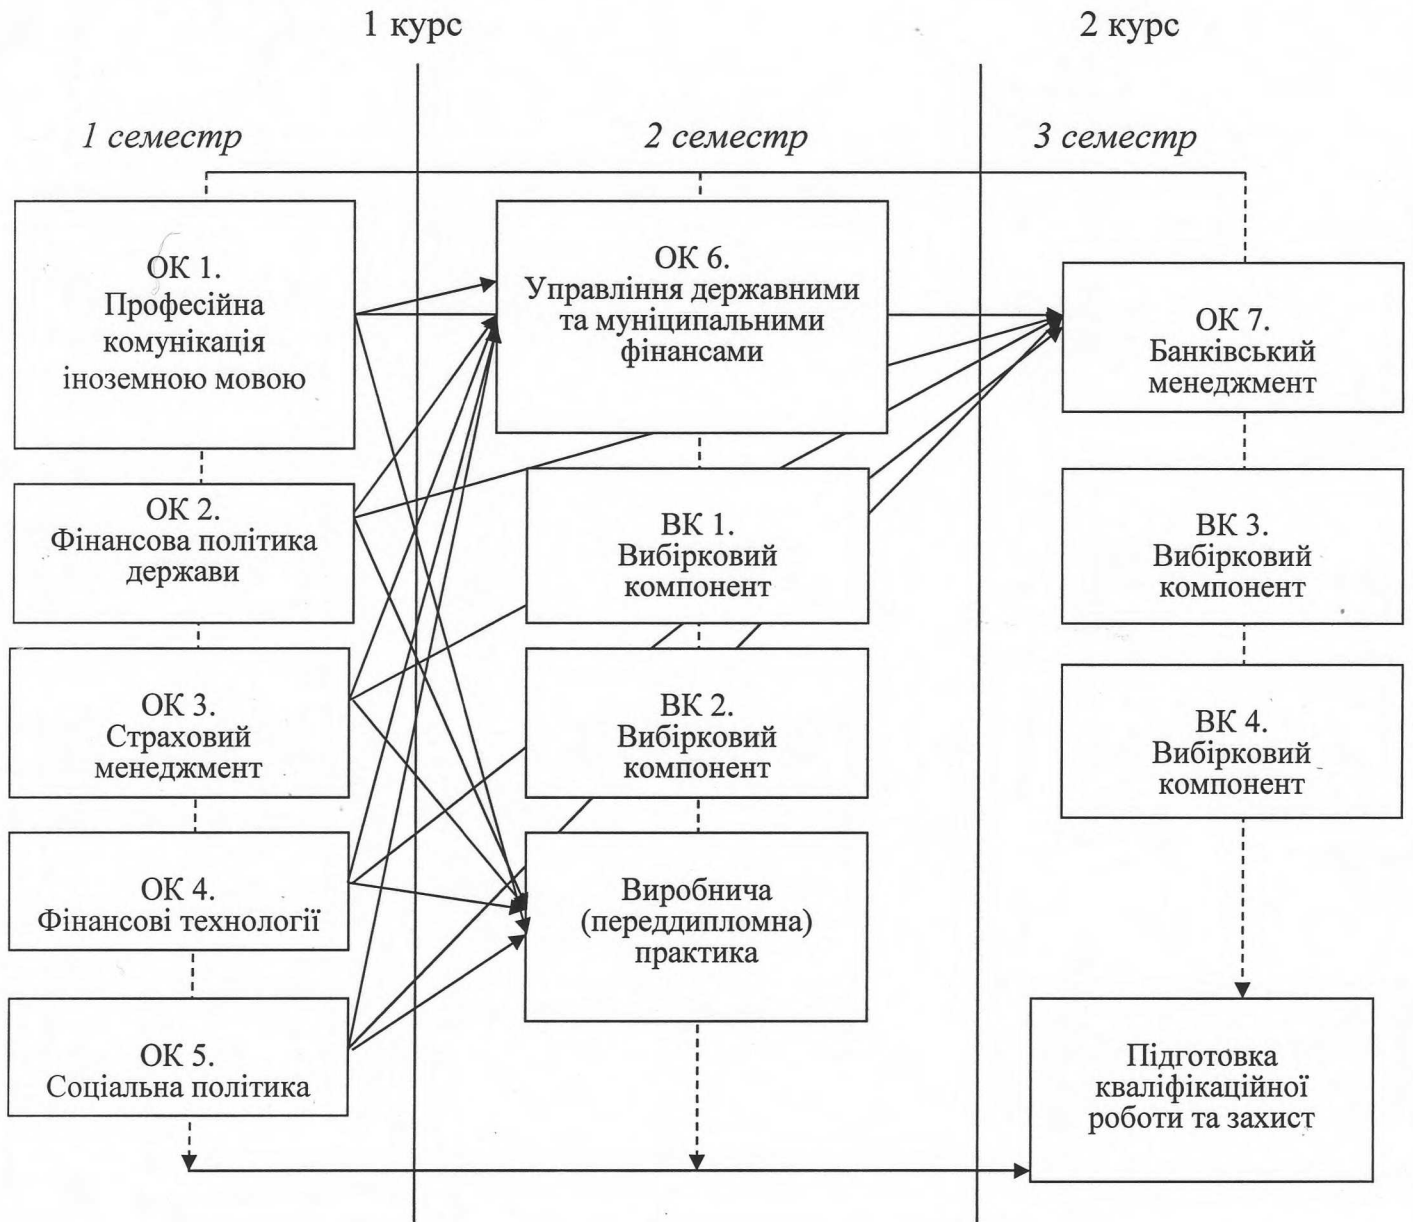 1 курс
2 курс
1 семестр
2 семестр
3 семестр
ОК 1.
Професійна
комунікація
іноземною мовою
ОК 2.
Фінансова політика
держави
ОК 3.
Страховий
менеджмент
ОК 4.
Фінансові технології
ОК 5.
Соціальна політика
ОК 6.
Управління державними
та муніципальними
фінансами
ВК 1.
Вибірковий
компонент
ВК 2.
Вибірковий
компонент
Виробнича
(переддипломна)
практика
ОК 7.
Банківський
менеджмент
ВК 3.
Вибірковий
компонент
ВК 4.
Вибірковий
компонент
Підготовка
кваліфікаційної
роботи та захист